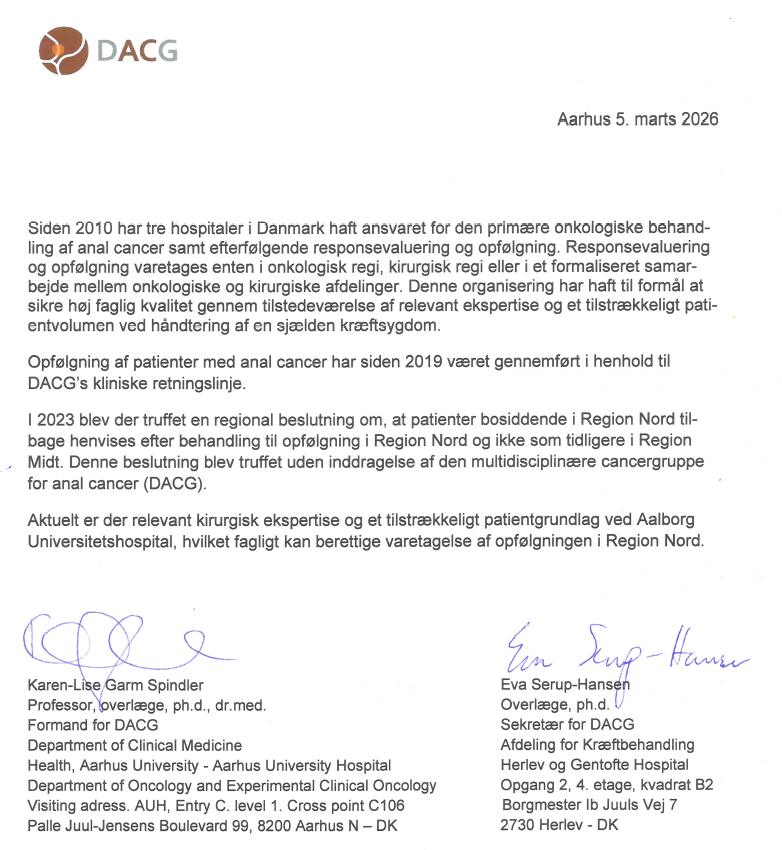 DACG
Aarhus 5. marts 2026
Siden 2010 har tre hospitaler i Danmark haft ansvaret for den primære onkologiske behand-
ling af anal cancer samt efterfølgende responsevaluering og opfølgning. Responsevaluering
og opfølgning varetages enten i onkologisk regi, kirurgisk regi eller i et formaliseret samar-
bejde mellem onkologiske og kirurgiske afdelinger. Denne organisering har haft til formål at
sikre høj faglig kvalitet gennem tilstedeværelse af relevant ekspertise og et tilstrækkeligt pati-
entvolumen ved håndtering af en sjælden kræftsygdom.
Opfølgning af patienter med anal cancer har siden 2019 været gennemført i henhold til
DACG's kliniske retningslinje.
I 2023 blev der truffet en regional beslutning om, at patienter bosiddende i Region Nord til-
bage henvises efter behandling til opfølgning i Region Nord og ikke som tidligere i Region
Midt. Denne beslutning blev truffet uden inddragelse af den multidisciplinære cancergruppe
for anal cancer (DACG).
Aktuelt er der relevant kirurgisk ekspertise og et tilstrækkeligt patientgrundlag ved Aalborg
Universitetshospital, hvilket fagligt kan berettige varetagelse af opfølgningen i Region Nord.
Karen-Lise Garm Spindler
Professor, overlæge, ph.d., dr.med.
Formand for DACG
Department of Clinical Medicine
Health, Aarhus University - Aarhus University Hospital
Department of Oncology and Experimental Clinical Oncology
Visiting adress. AUH, Entry C. level 1. Cross point C106
Palle Juul-Jensens Boulevard 99, 8200 Aarhus N – DK
Eva Serup-Hansen
Eva Serup-Hansen
Overlæge, ph.d.
Sekretær for DACG
Afdeling for Kræftbehandling
Herlev og Gentofte Hospital
Opgang 2, 4. etage, kvadrat B2
Borgmester Ib Juuls Vej 7
2730 Herlev - DK